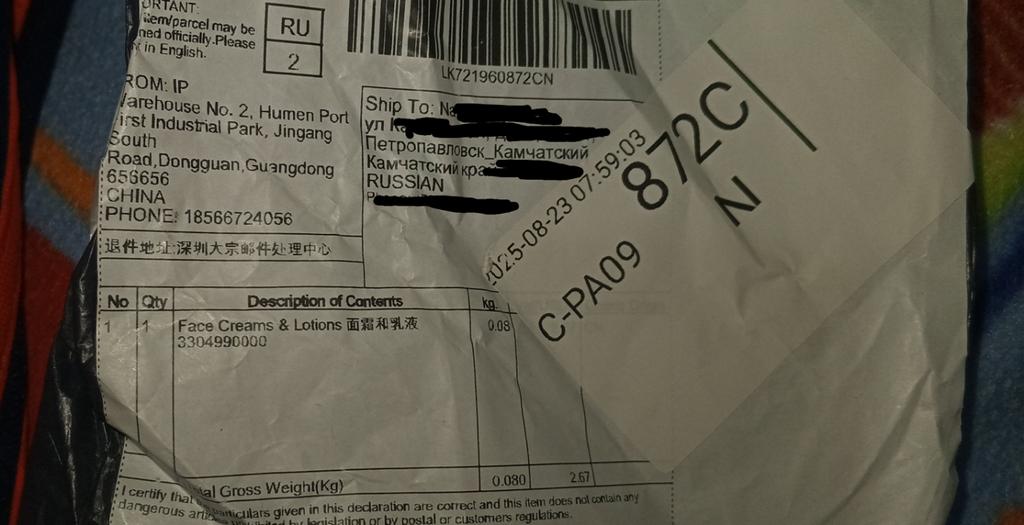 ORTANT:
item/parcel may be
ned officially.Please
in English.
RU
2
LK721960872CN
ROM: IP
Warehouse No. 2, Humen Port
irst Industrial Park, Jingang
South
Road,Dongguan,Guangdong
656656
CHINA
PHONE: 18566724056
退件地址:深圳大宗邮件处理中心
Ship To:
ул
Петропавловск_Камчатский
Камчатский край
RUSSIAN
2025-08-23 07:59:03
872C
N
C-PA09
No Qty Description of Contents kg
1 1 Face Creams & Lotions 面霜和乳液 0.08
3304990000
al Gross Weight(Kg) 0.080 2.67
I certify that particulars given in this declaration are correct and this item does not contain any
dangerous by legislation or by postal or customers regulations.